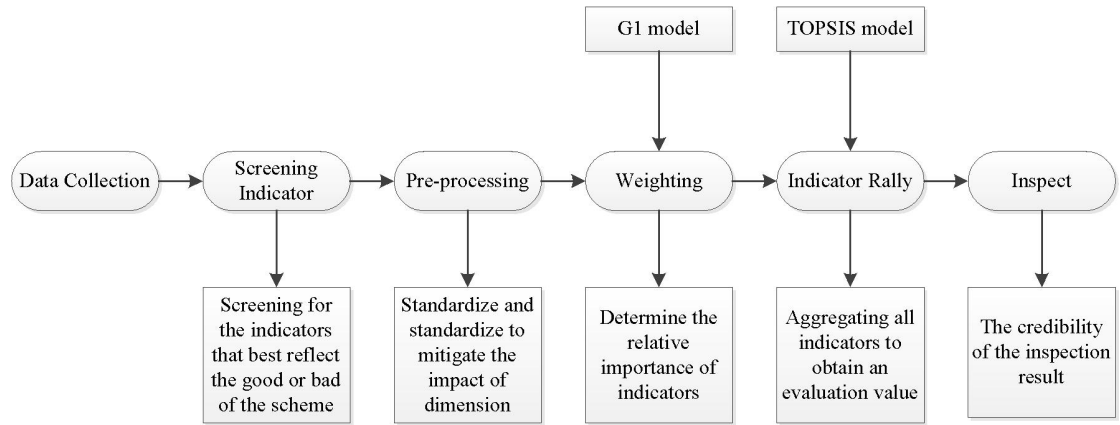 G1 model
TOPSIS model
Data Collection
Screening
Indicator
Pre-processing
Weighting
Indicator Rally
Inspect
Screening for
the indicators
that best reflect
the good or bad
of the scheme
Standardize and
standardize to
mitigate the
impact of
dimension
Determine the
relative
importance of
indicators
Aggregating all
indicators to
obtain an
evaluation value
The credibility
of the inspection
result